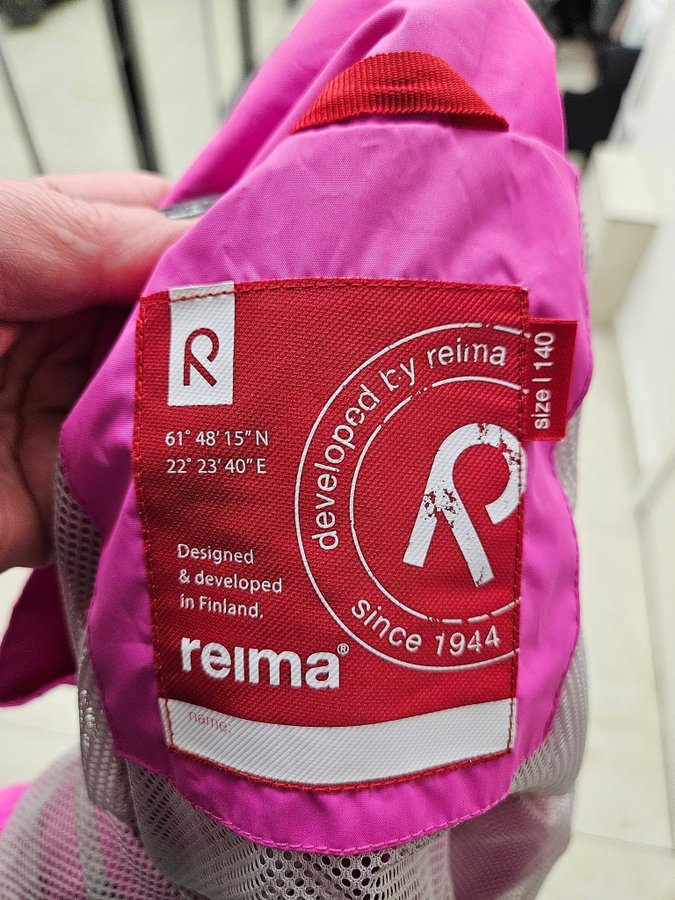 61° 48' 15" N
22° 23' 40" E
Designed
& developed
in Finland.
reima®
name:
developed by reima
since 1944
size | 140